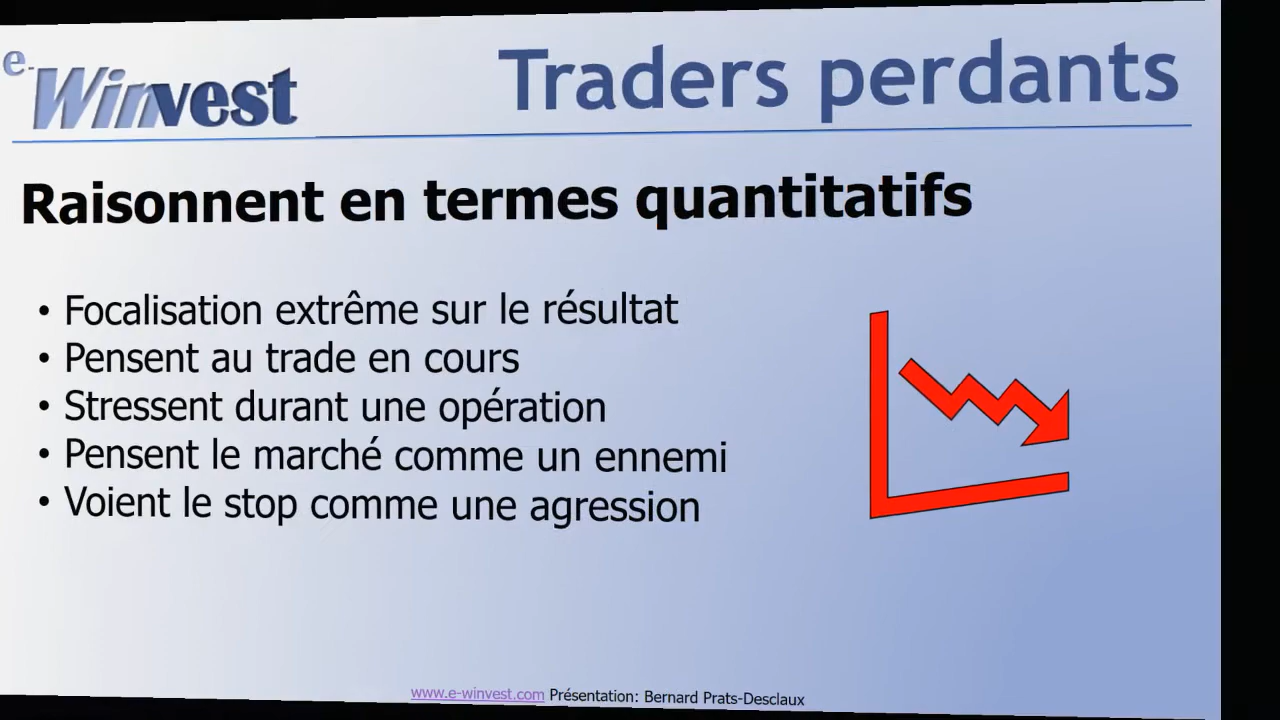 e-Winvest
Traders perdants
Raisonnent en termes quantitatifs
• Focalisation extrême sur le résultat
• Pensent au trade en cours
• Stressent durant une opération
• Pensent le marché comme un ennemi
• Voient le stop comme une agression
www.e-winvest.com Présentation: Bernard Prats-Desclaux